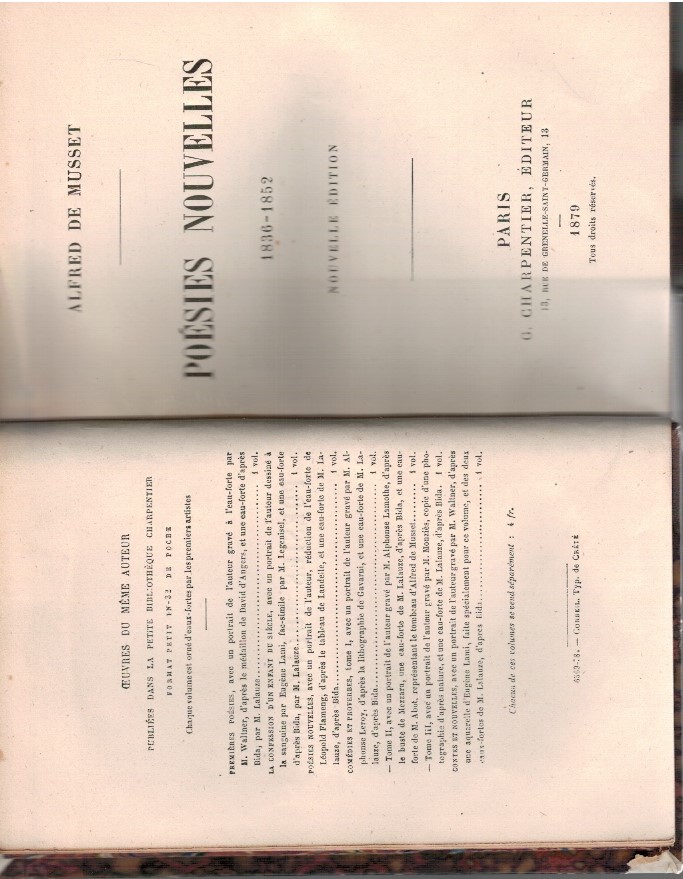 ŒUVRES DU MÊME AUTEUR
PUBLIÉES DANS LA PETITE BIBLIOTHÈQUE CHARPENTIER
FORMAT PETIT IN-32 DE POCHE
Chaque volume est orné d'eaux-fortes par les premiers artistes
PREMIÈRES POÉSIES, avec un portrait de l'auteur gravé à l'eau-forte par
M. Waltner, d'après le médaillon de David d'Angers, et une eau-forte d'après
Bida, par M. Lalauze. 1 vol.
LA CONFESSION D'UN ENFANT DU SIÈCLE, avec un portrait de l'auteur dessiné à
la sanguine par Eugène Lami, fac-simile par M. Legenisel, et une eau-forte
d'après Bida, par M. Lalauze. 1 vol.
POÉSIES NOUVELLES, avec un portrait de l'auteur, réduction de l'eau-forte de
Léopold Flameng, d'après le tableau de Landelle, et une eau-forte de M. La-
lauze, d'après Bida. 1 vol.
COMÉDIES ET PROVERBES, tome I, avec un portrait de l'auteur gravé par M. Al-
phonse Leroy, d'après la lithographie de Gavarni, et une eau-forte de M. La-
lauze, d'après Bida. 1 vol.
— Tome II, avec un portrait de l'auteur gravé par M. Alphonse Lamothe, d'après
le buste de Mezzara, une eau-forte de M. Lalauze, d'après Bida, et une eau-
forte de M. Abot, représentant le tombeau d'Alfred de Musset. 1 vol.
— Tome III, avec un portrait de l'auteur gravé par M. Monziès, copie d'une pho-
tographie d'après nature, et une eau-forte de M. Lalauze, d'après Bida. 1 vol.
CONTES ET NOUVELLES, avec un portrait de l'auteur gravé par M. Waltner, d'après
une aquarelle d'Eugène Lami, faite spécialement pour ce volume, et des deux
eaux-fortes de M. Lalauze, d'après Bida. 1 vol.
Chacun de ces volumes se vend séparément : 4 fr.
CORBEIL. Typ. de CRÉTÉ
ALFRED DE MUSSET
POÉSIES NOUVELLES
1836-1852
NOUVELLE ÉDITION
PARIS
G. CHARPENTIER, ÉDITEUR
13, RUE DE GRENELLE-SAINT-GERMAIN, 13
1879
Tous droits réservés.